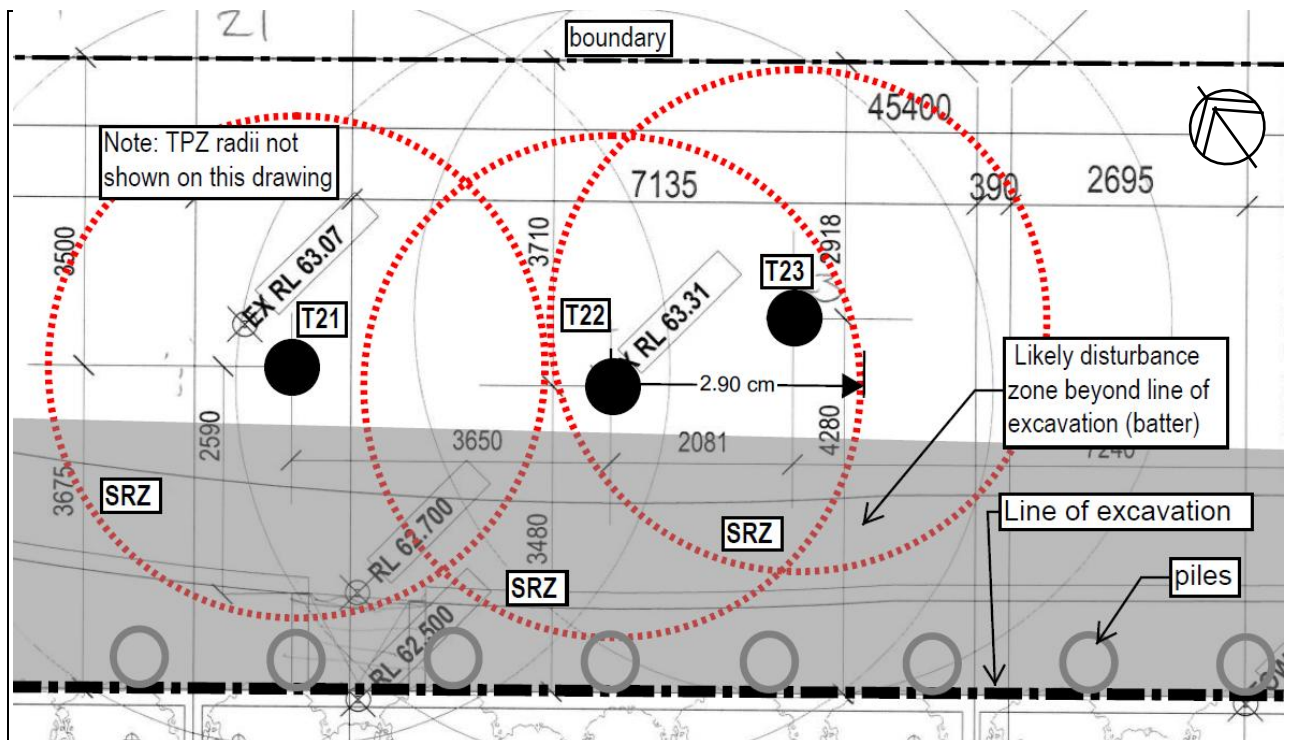 21
boundary
45400
Note: TPZ radii not
shown on this drawing
7135
390
2695
3500
3710
2918
EX RL 63.07
T21
T22
RL 63.31
T23
2.90 cm
Likely disturbance
zone beyond line of
excavation (batter)
2590
3650
2081
4280
7240
3675
SRZ
RL 62.700
3480
SRZ
Line of excavation
SRZ
piles
RL 62.500